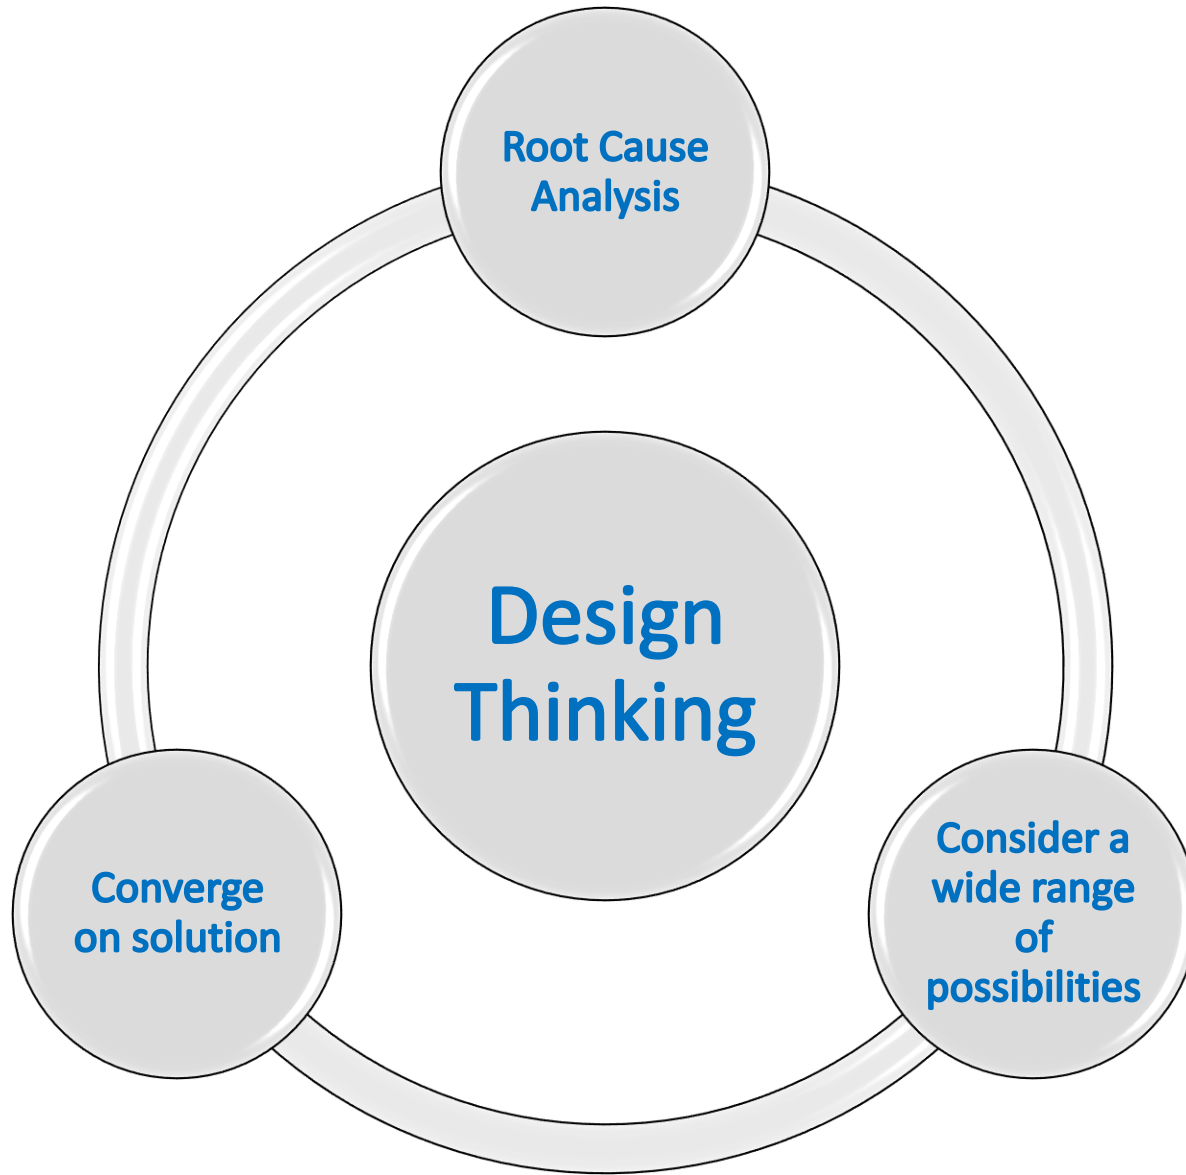 Root Cause
Analysis
Design
Thinking
Consider a
wide range
of
possibilities
Converge
on solution